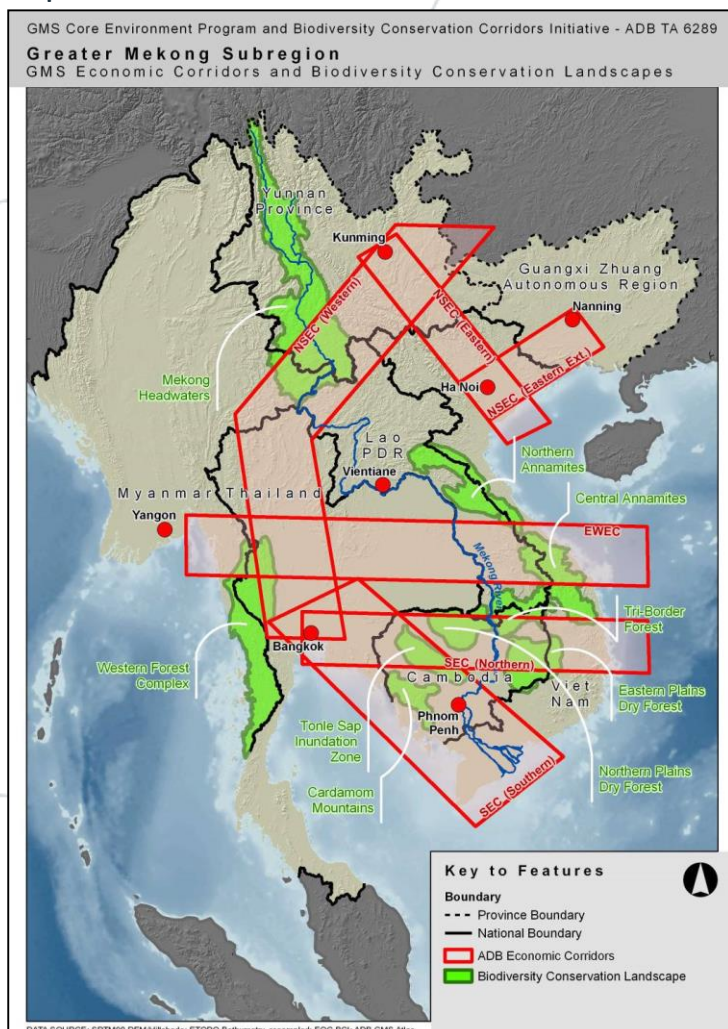 GMS Core Environment Program and Biodiversity Conservation Corridors Initiative - ADB TA 6289
Greater Mekong Subregion
GMS Economic Corridors and Biodiversity Conservation Landscapes
Yunnan
Province
Kunming
Guangxi Zhuang
Autonomous Region
Nanning
NSEC (Western)
NSEC (Eastern)
NSEC (Eastern Ext.)
Mekong
Headwaters
Ha Noi
Lao
PDR
Northern
Annamites
Vientiane
Central Annamites
Myanmar
Thailand
Yangon
EWEC
Mekong River
Tri-Border
Forest
Bangkok
Western Forest
Complex
SEC (Northern)
Cambodia
Viet
Nam
Eastern Plains
Dry Forest
Phnom
Penh
Tonle Sap
Inundation
Zone
Northern Plains
Dry Forest
Cardamom
Mountains
SEC (Southern)
Key to Features
Boundary
Province Boundary
National Boundary
ADB Economic Corridors
Biodiversity Conservation Landscape